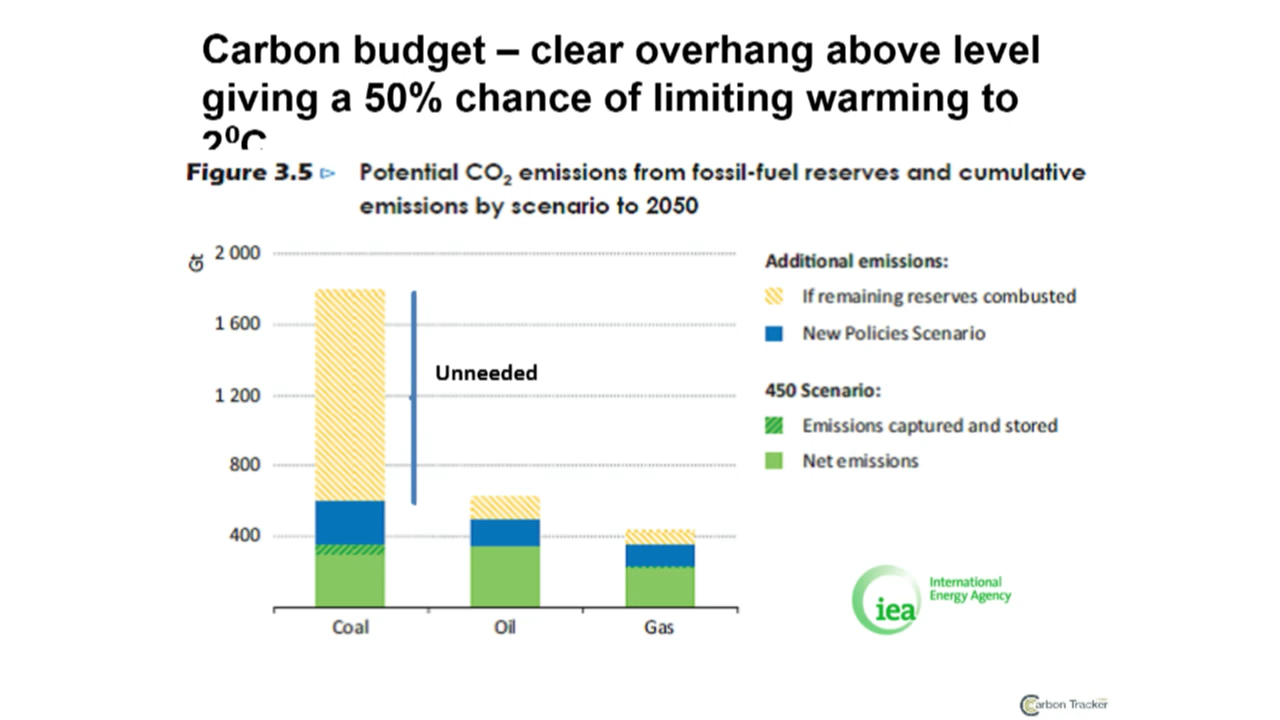 Carbon budget – clear overhang above level
giving a 50% chance of limiting warming to
2⁰C
Figure 3.5 ▷ Potential CO₂ emissions from fossil-fuel reserves and cumulative
emissions by scenario to 2050
Gt
2 000
1 600
1 200
800
400
Unneeded
Coal
Oil
Gas
Additional emissions:
If remaining reserves combusted
New Policies Scenario
450 Scenario:
Emissions captured and stored
Net emissions
iea
International
Energy Agency
Carbon Tracker